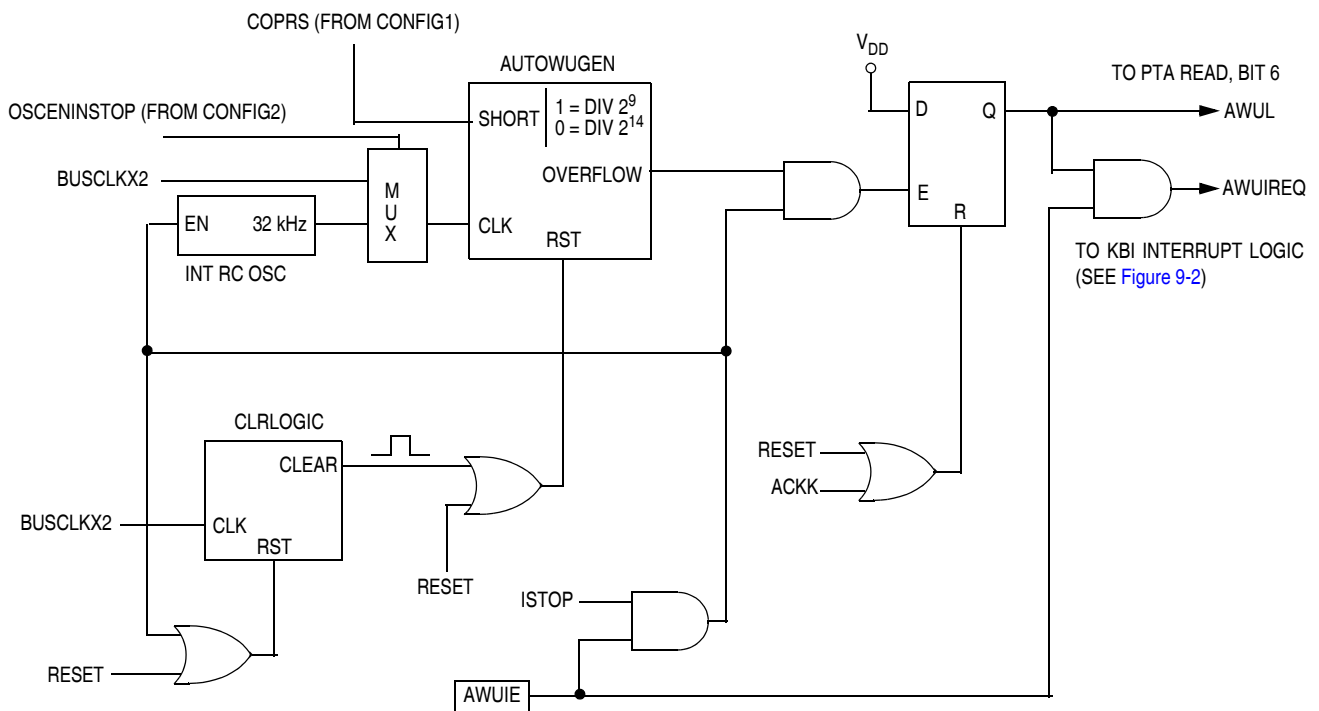 COPRS (FROM CONFIG1)
AUTOWUGEN
V_DD
TO PTA READ, BIT 6
OSCENINSTOP (FROM CONFIG2)
SHORT
1 = DIV 2^9
0 = DIV 2^14
D
Q
AWUL
BUSCLKX2
M
U
X
OVERFLOW
E
AWUIREQ
EN
32 kHz
CLK
RST
R
INT RC OSC
TO KBI INTERRUPT LOGIC
(SEE Figure 9-2)
CLRLOGIC
CLEAR
RESET
ACKK
BUSCLKX2
CLK
RST
RESET
ISTOP
RESET
AWUIE